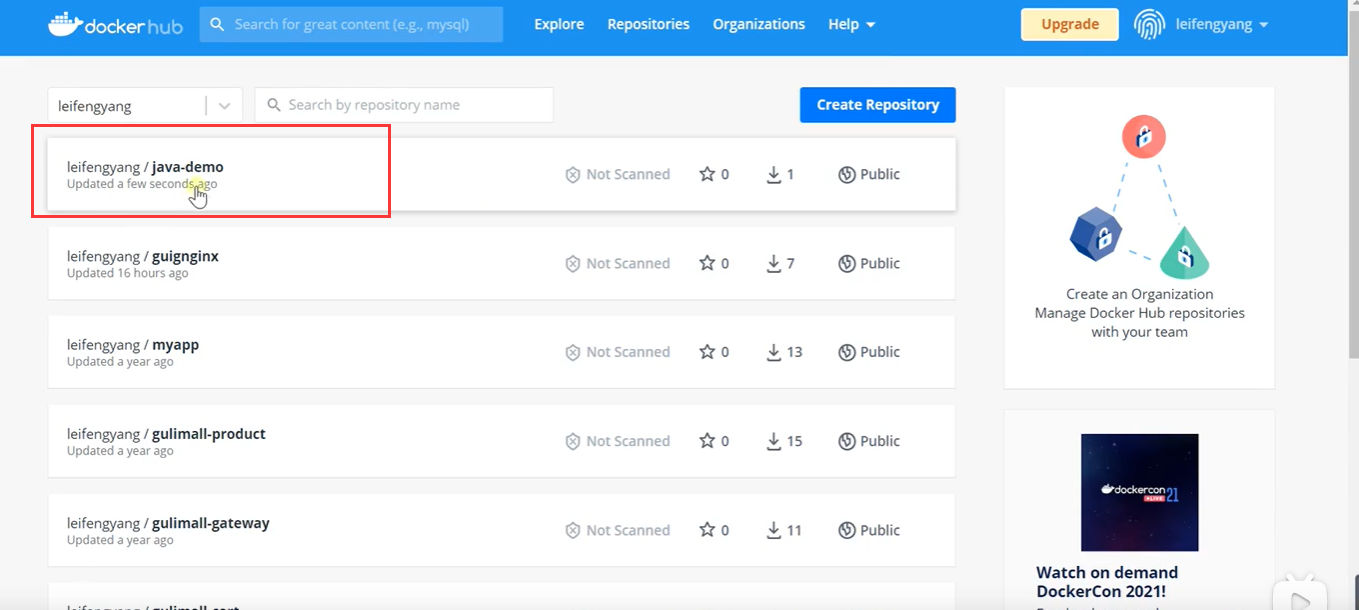 docker hub
Search for great content (e.g., mysql)
Explore
Repositories
Organizations
Help
Upgrade
leifengyang
leifengyang
Search by repository name
Create Repository
leifengyang / java-demo
Updated a few seconds ago
Not Scanned
0
1
Public
leifengyang / guignginx
Updated 16 hours ago
Not Scanned
0
7
Public
leifengyang / myapp
Updated a year ago
Not Scanned
0
13
Public
leifengyang / gulimall-product
Updated a year ago
Not Scanned
0
15
Public
leifengyang / gulimall-gateway
Updated a year ago
Not Scanned
0
11
Public
leifengyang / gulimall-cart
Create an Organization
Manage Docker Hub repositories
with your team
dockercon
LIVE
21
Watch on demand
DockerCon 2021!